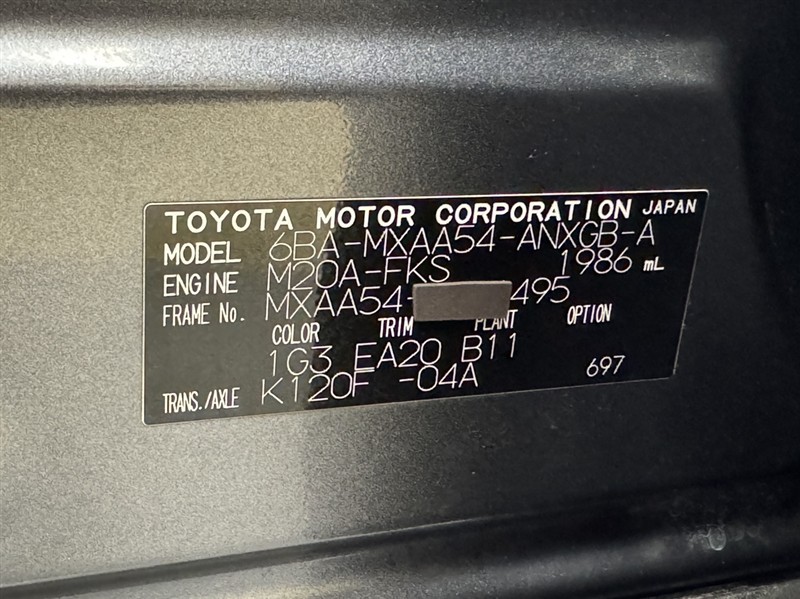 TOYOTA MOTOR CORPORATION JAPAN
MODEL 6BA-MXAA54-ANXGB-A
ENGINE M20A-FKS 1986 mL
FRAME No. MXAA54- 495
COLOR TRIM PLANT OPTION
1G3 EA20 B11
697
TRANS./AXLE K120F -04A